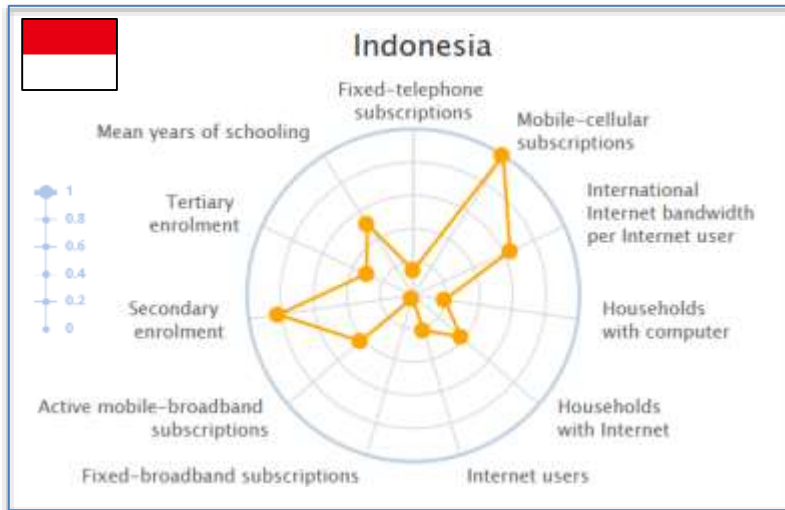 Indonesia
Fixed-telephone
subscriptions
Mobile-cellular
subscriptions
International
Internet bandwidth
per Internet user
Households
with computer
Households
with Internet
Internet users
Fixed-broadband subscriptions
Active mobile-broadband
subscriptions
Secondary
enrolment
Tertiary
enrolment
Mean years of schooling
1
0.8
0.6
0.4
0.2
0